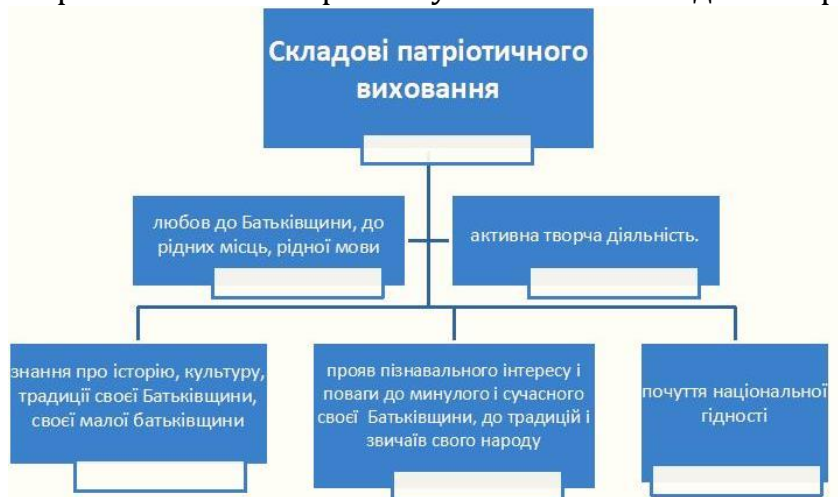 Складові патріотичного
виховання
любов до Батьківщини, до
рідних місць, рідної мови
активна творча діяльність.
знання про історію, культуру,
традиції своєї Батьківщини,
своєї малої батьківщини
прояв пізнавального інтересу і
поваги до минулого і сучасного
своєї Батьківщини, до традицій і
звичаїв свого народу
почуття національної
гідності